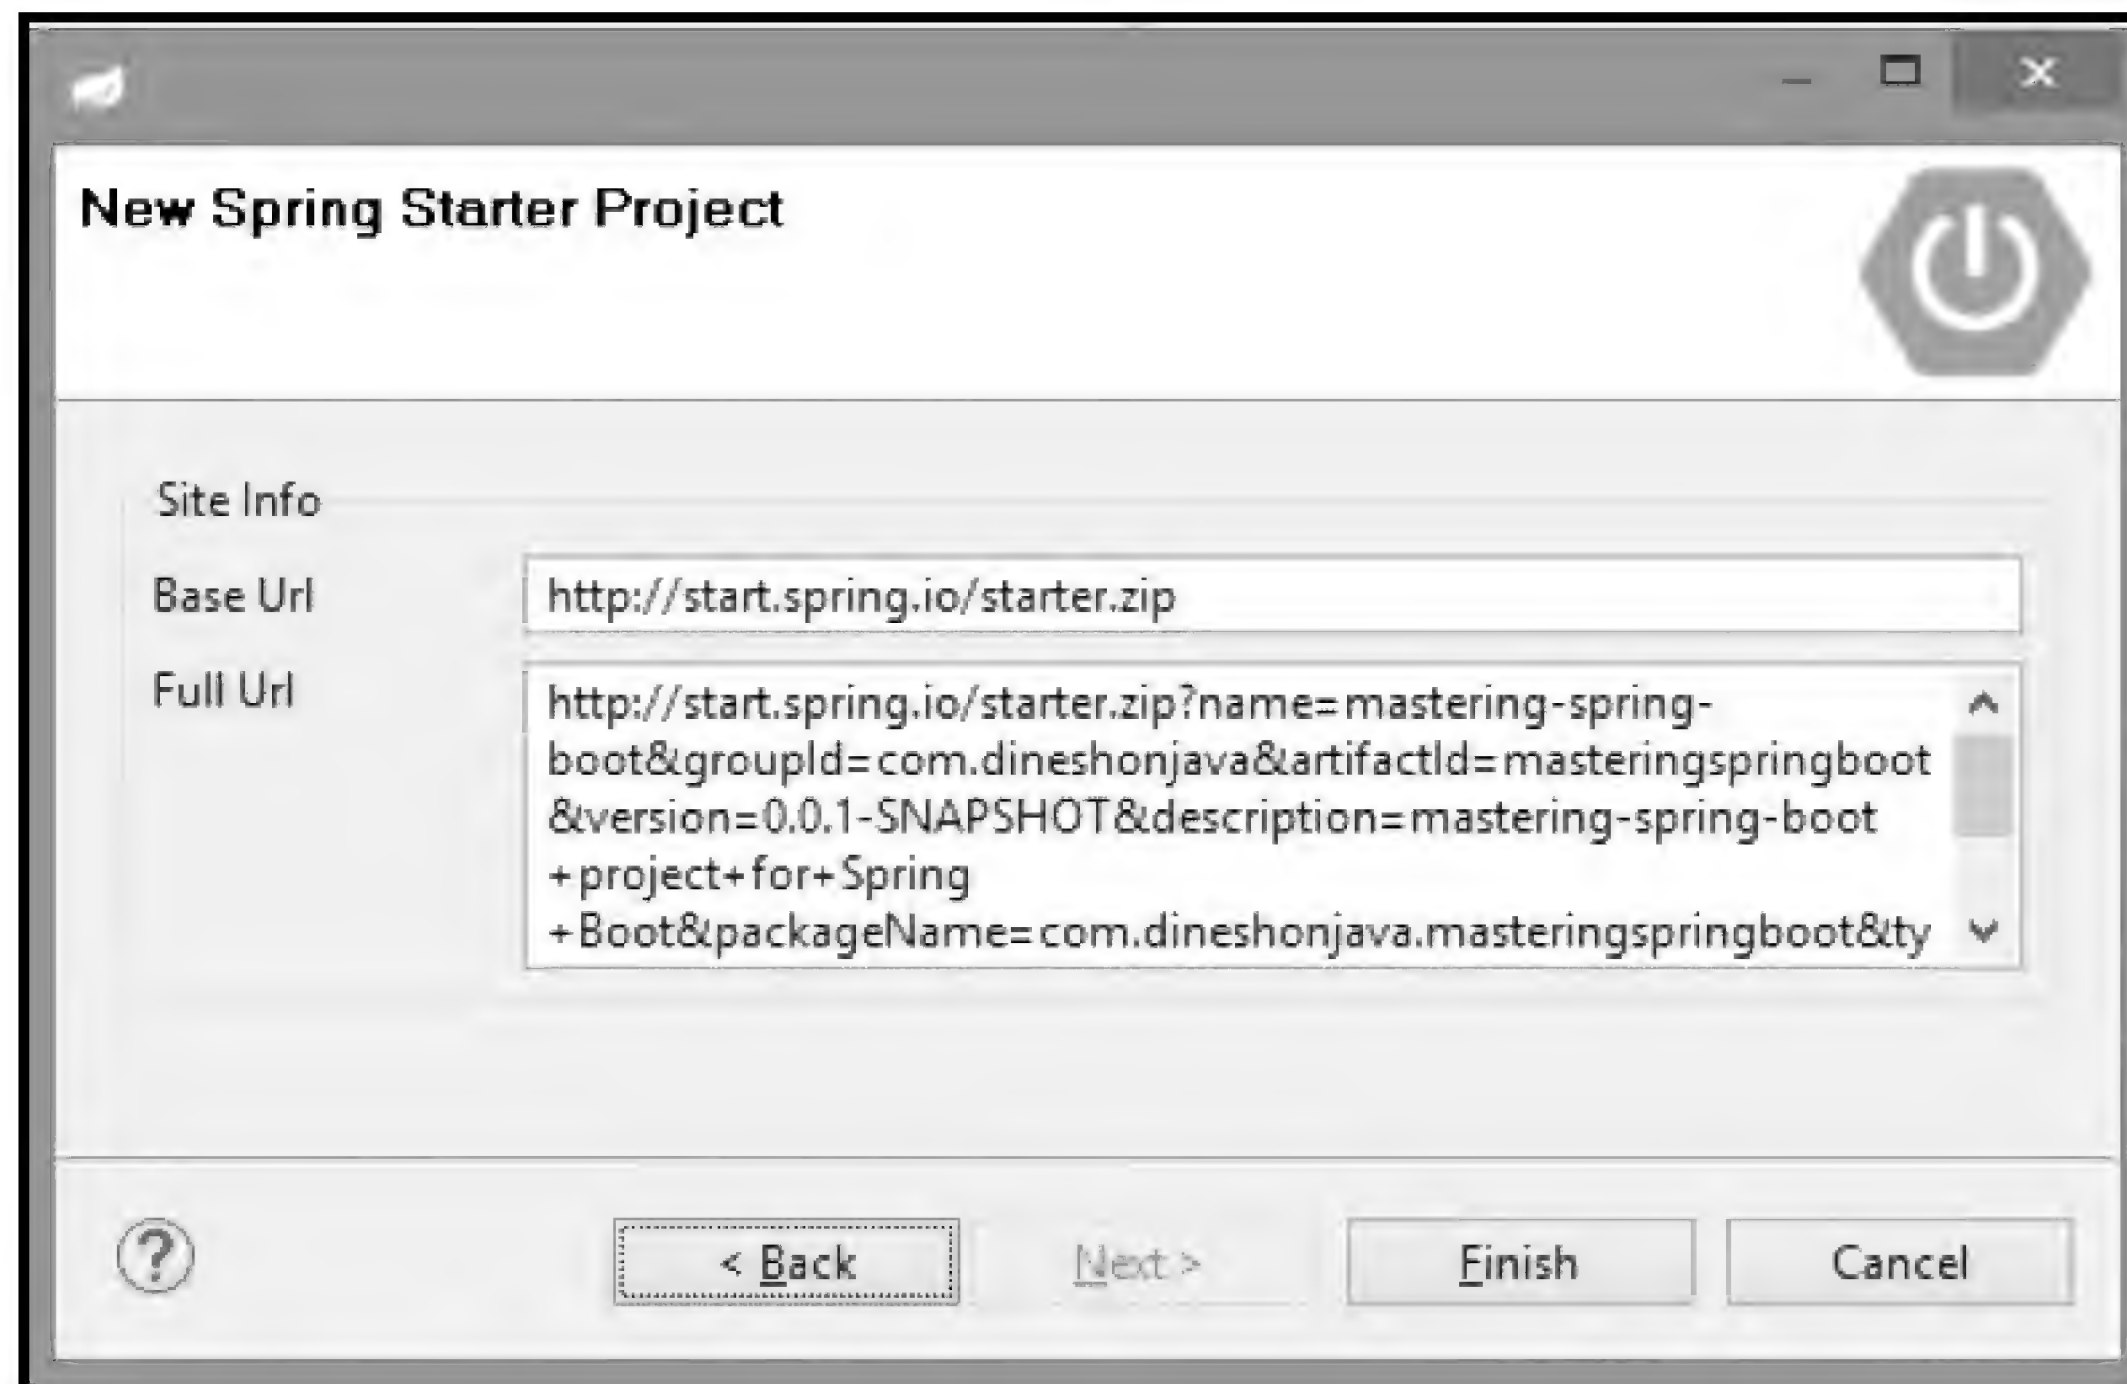 New Spring Starter Project
Site Info
Base Url
http://start.spring.io/starter.zip
Full Url
http://start.spring.io/starter.zip?name=mastering-spring-
boot&groupId=com.dineshonjava&artifactId=masteringspringboot
&version=0.0.1-SNAPSHOT&description=mastering-spring-boot
+project+for+Spring
+Boot&packageName=com.dineshonjava.masteringspringboot&ty
?
< Back
Next >
Finish
Cancel